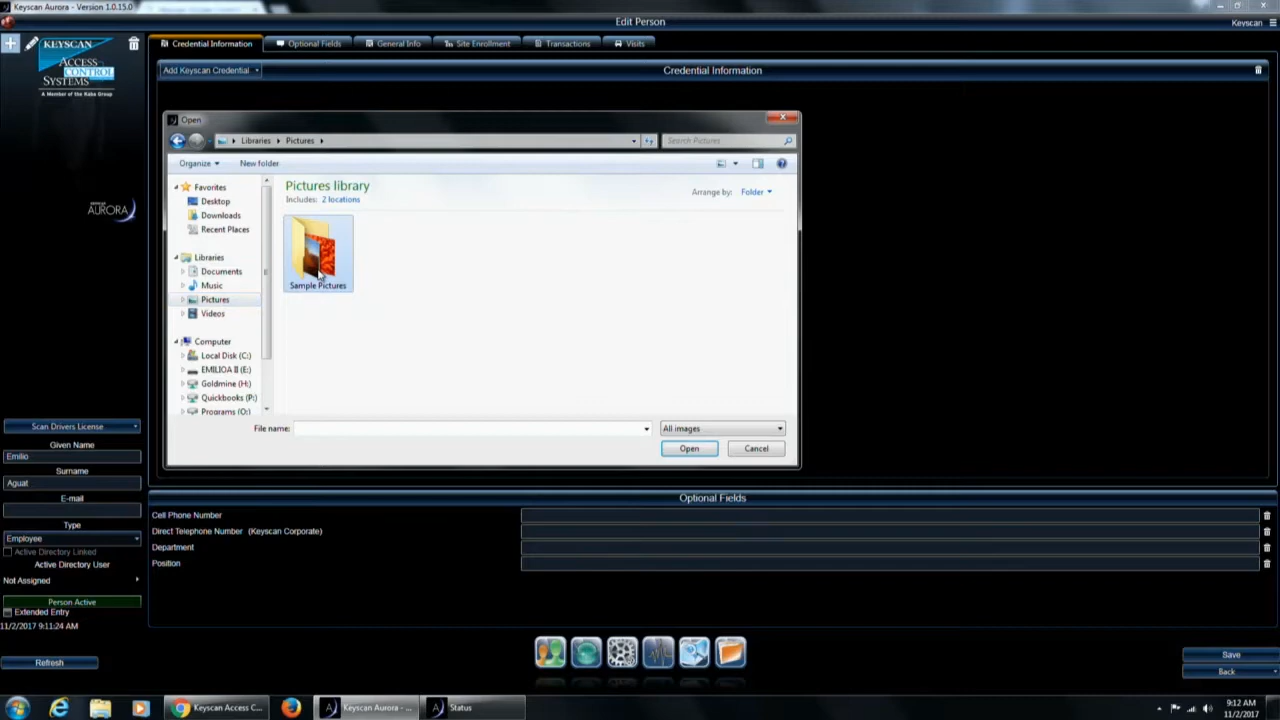 Keyscan Aurora - Version 1.0.15.0
Edit Person
Keyscan
KEYSCAN
ACCESS
CONTROL
SYSTEMS
A Member of the Kaba Group
AURORA
Credential Information
Optional Fields
General Info
Site Enrollment
Transactions
Visits
Add Keyscan Credential
Credential Information
Open
Libraries
Pictures
Search Pictures
Organize
New folder
Favorites
Desktop
Downloads
Recent Places
Libraries
Documents
Music
Pictures
Videos
Computer
Local Disk (C:)
EMILIOA II (E:)
Goldmine (H:)
Quickbooks (P:)
Programs (O:)
Pictures library
Includes: 2 locations
Arrange by: Folder
Sample Pictures
File name:
All images
Open
Cancel
Scan Drivers License
Given Name
Emilio
Surname
Aguat
E-mail
Type
Employee
Active Directory Linked
Active Directory User
Not Assigned
Person Active
Extended Entry
11/2/2017 9:11:24 AM
Refresh
Optional Fields
Cell Phone Number
Direct Telephone Number (Keyscan Corporate)
Department
Position
Save
Back
Keyscan Access C...
Keyscan Aurora - ...
Status
9:12 AM
11/2/2017